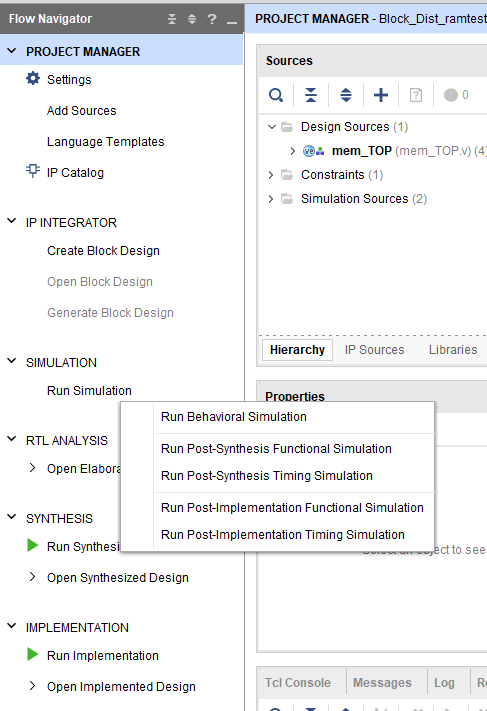 Flow Navigator
PROJECT MANAGER - Block_Dist_ramtest
PROJECT MANAGER
Settings
Add Sources
Language Templates
IP Catalog
IP INTEGRATOR
Create Block Design
Open Block Design
Generate Block Design
SIMULATION
Run Simulation
RTL ANALYSIS
Open Elabora
SYNTHESIS
Run Synthesi
Open Synthesized Design
IMPLEMENTATION
Run Implementation
Open Implemented Design
Run Behavioral Simulation
Run Post-Synthesis Functional Simulation
Run Post-Synthesis Timing Simulation
Run Post-Implementation Functional Simulation
Run Post-Implementation Timing Simulation
Sources
0
Design Sources (1)
mem_TOP (mem_TOP.v) (4)
Constraints (1)
Simulation Sources (2)
Hierarchy IP Sources Libraries
Properties
Select an object to see
Tcl Console Messages Log